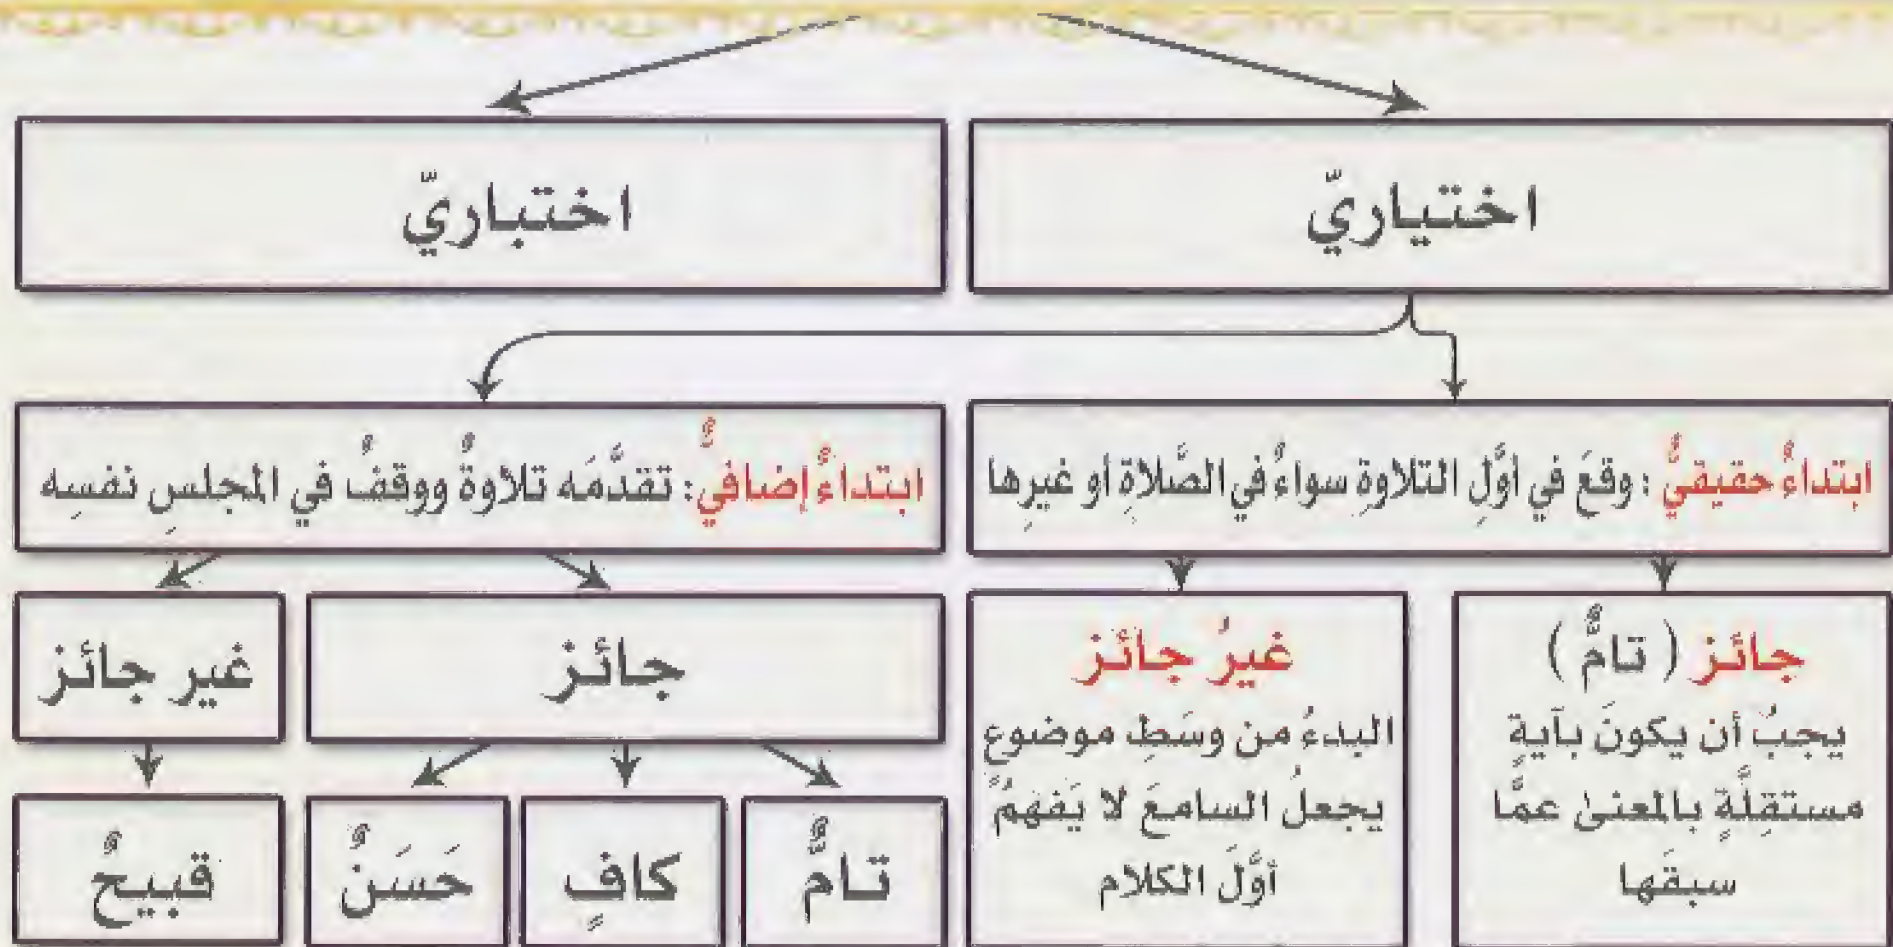 اختياريّ
اختباريّ
ابتداءٌ حقيقيٌّ : وقعَ في أوَّلِ التلاوةِ سواءٌ في الصَّلاةِ أو غيرِها
ابتداءٌ إضافيٌّ: تقدَّمَه تلاوةٌ ووقفٌ في المجلسِ نفسِه
جائز ( تامٌّ )
يجبُ أن يكونَ بآيةٍ
مستقِلَّةٍ بالمعنىٰ عمَّا
سبقَها
غيرُ جائز
البدءُ من وسَطِ موضوعٍ
يجعلُ السامعَ لا يَفهَمُ
أوَّلَ الكلام
جائز
غير جائز
تامٌّ
كافٍ
حَسَنٌ
قبيحٌ